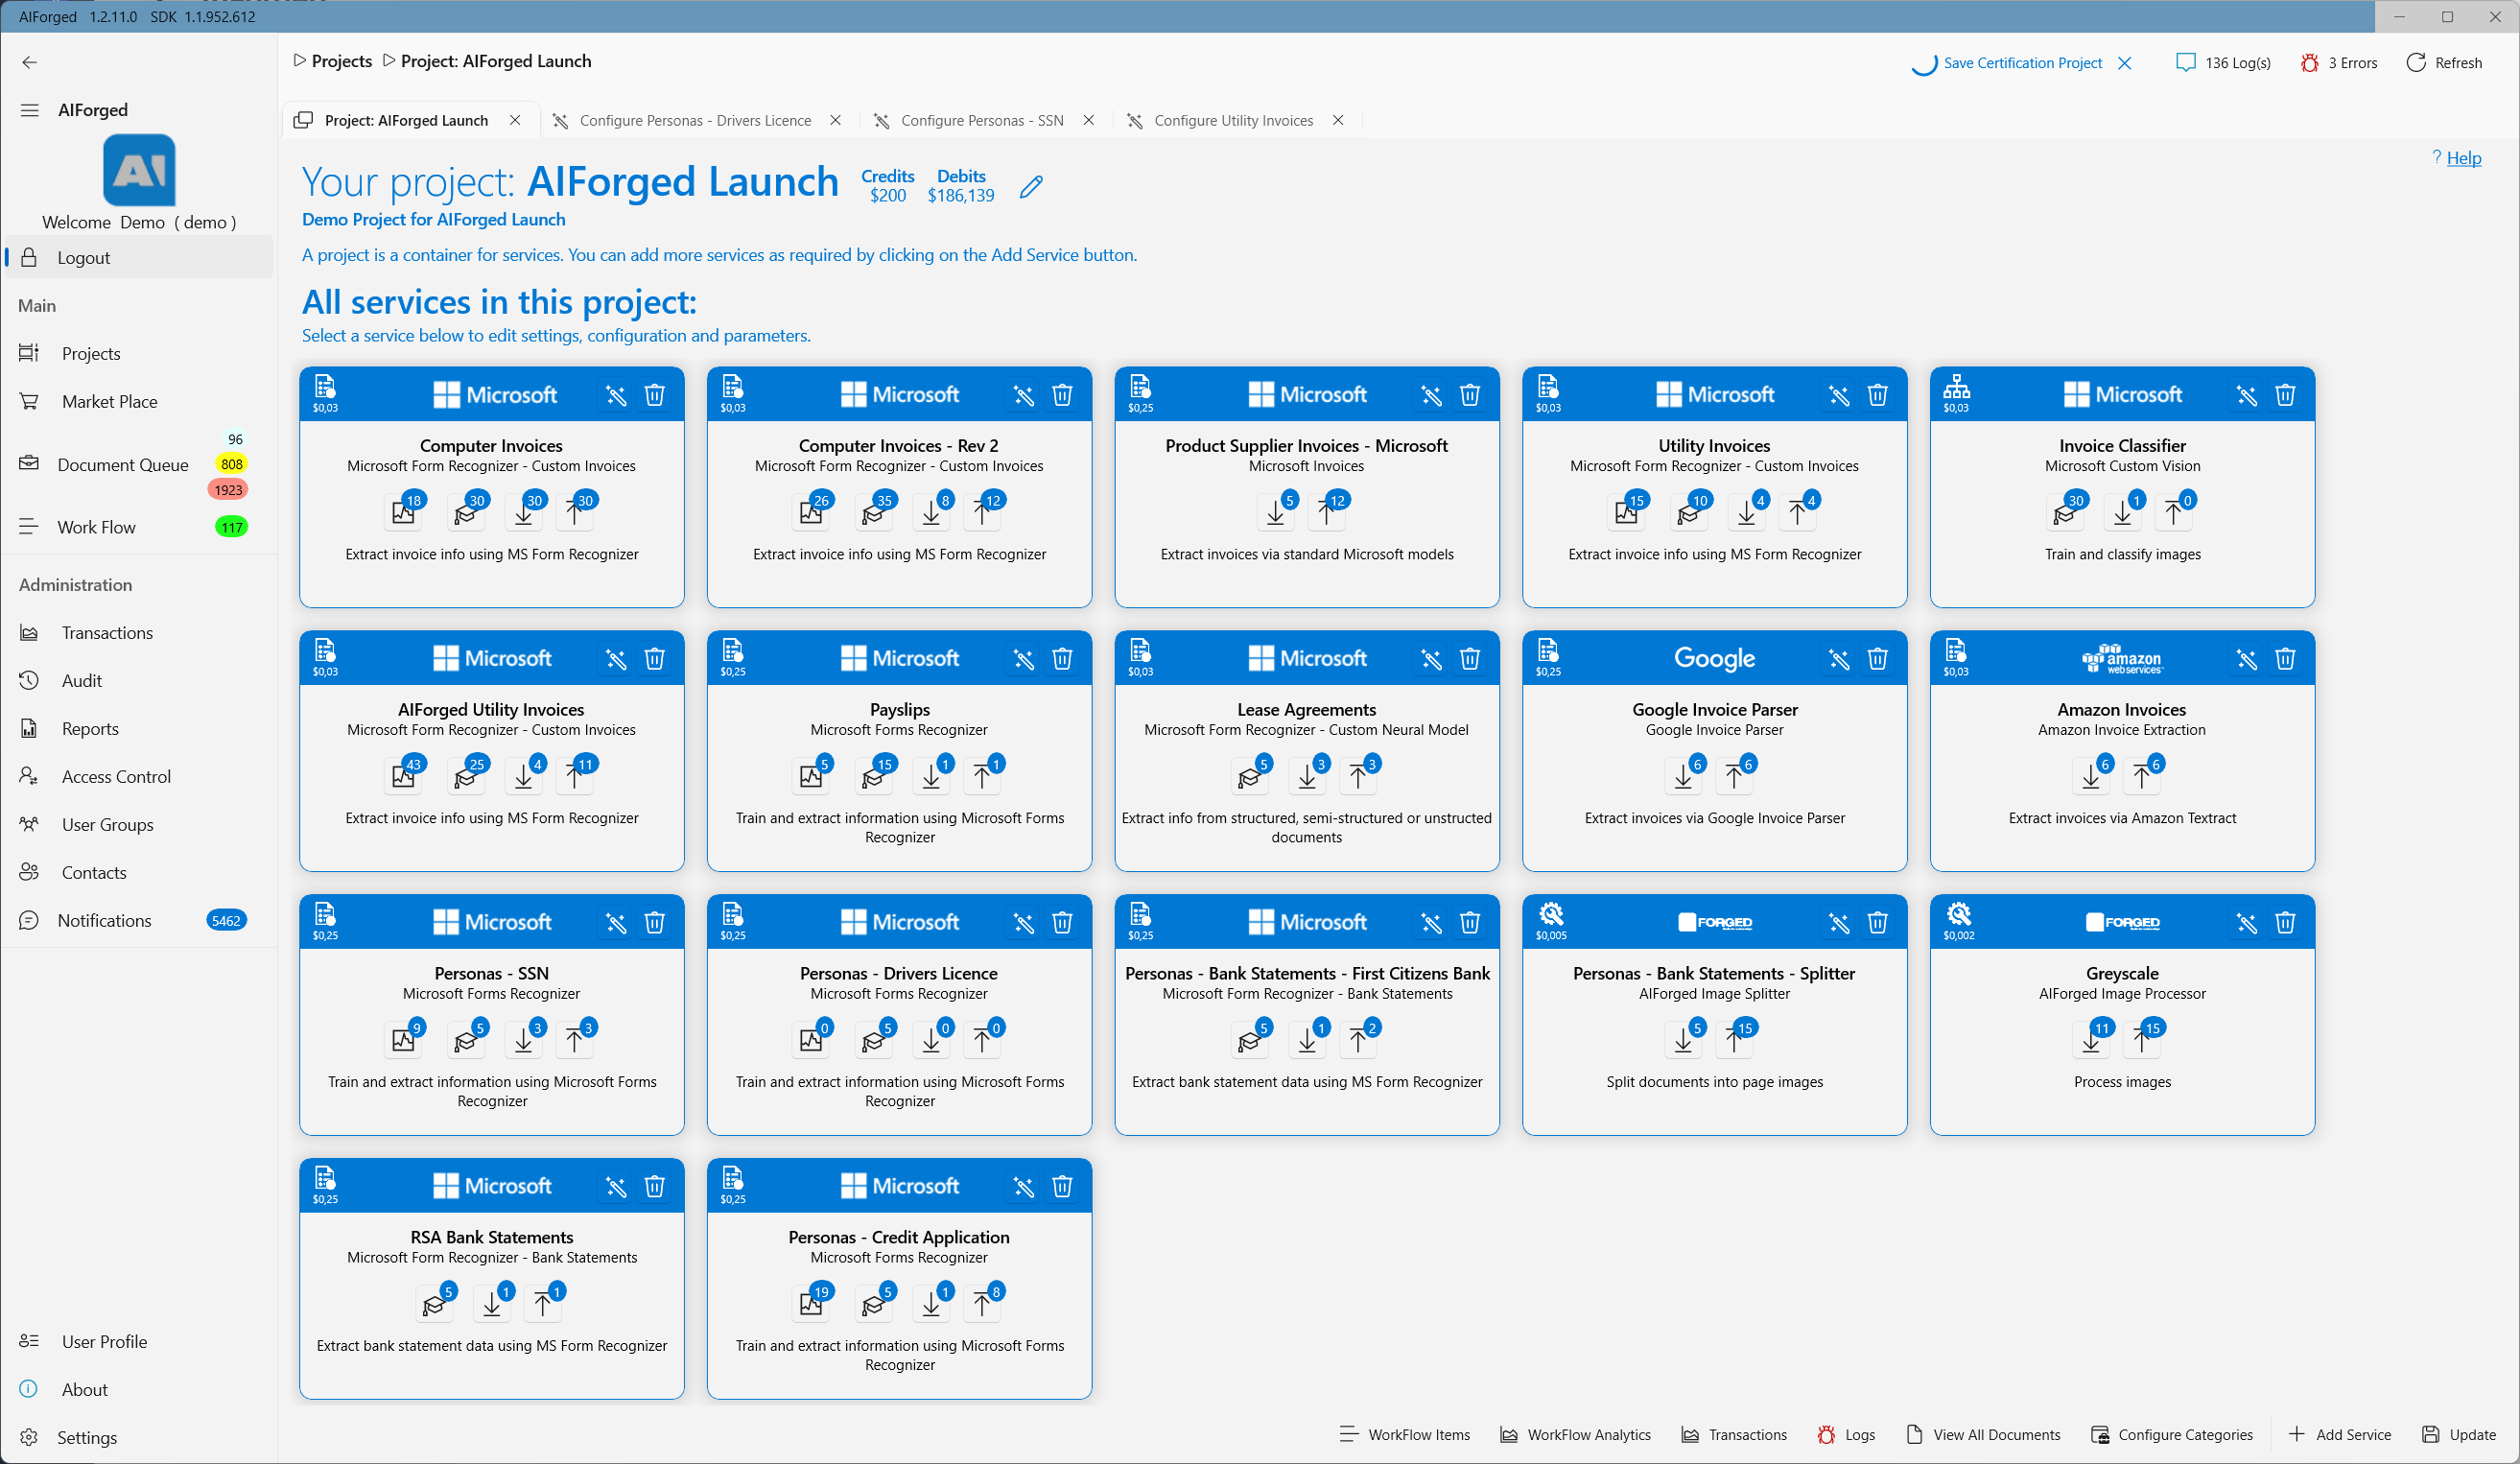 AIForged 1.2.11.0 SDK 1.1.952.612
Projects Project: AIForged Launch
Save Certification Project
136 Log(s)
3 Errors
Refresh
AIForged
AI
Welcome Demo ( demo )
Logout
Main
Projects
Market Place
Document Queue
96
808
1923
Work Flow
117
Administration
Transactions
Audit
Reports
Access Control
User Groups
Contacts
Notifications
5462
User Profile
About
Settings
Project: AIForged Launch
Configure Personas - Drivers Licence
Configure Personas - SSN
Configure Utility Invoices
? Help
Your project: AIForged Launch
Credits
$200
Debits
$186,139
Demo Project for AIForged Launch
A project is a container for services. You can add more services as required by clicking on the Add Service button.
All services in this project:
Select a service below to edit settings, configuration and parameters.
$0,03
Microsoft
Computer Invoices
Microsoft Form Recognizer - Custom Invoices
18 30 30 30
Extract invoice info using MS Form Recognizer
$0,03
Microsoft
Computer Invoices - Rev 2
Microsoft Form Recognizer - Custom Invoices
26 35 8 12
Extract invoice info using MS Form Recognizer
$0,25
Microsoft
Product Supplier Invoices - Microsoft
Microsoft Invoices
5 12
Extract invoices via standard Microsoft models
$0,03
Microsoft
Utility Invoices
Microsoft Form Recognizer - Custom Invoices
15 10 4 4
Extract invoice info using MS Form Recognizer
$0,03
Microsoft
Invoice Classifier
Microsoft Custom Vision
30 1 0
Train and classify images
$0,03
Microsoft
AIForged Utility Invoices
Microsoft Form Recognizer - Custom Invoices
43 25 4 11
Extract invoice info using MS Form Recognizer
$0,25
Microsoft
Payslips
Microsoft Forms Recognizer
5 15 1 1
Train and extract information using Microsoft Forms
Recognizer
$0,03
Microsoft
Lease Agreements
Microsoft Form Recognizer - Custom Neural Model
5 3 3
Extract info from structured, semi-structured or unstructed
documents
$0,25
Google
Google Invoice Parser
Google Invoice Parser
6 6
Extract invoices via Google Invoice Parser
$0,03
amazon
webservices
Amazon Invoices
Amazon Invoice Extraction
6 6
Extract invoices via Amazon Textract
$0,25
Microsoft
Personas - SSN
Microsoft Forms Recognizer
9 5 3 3
Train and extract information using Microsoft Forms
Recognizer
$0,25
Microsoft
Personas - Drivers Licence
Microsoft Forms Recognizer
0 5 0 0
Train and extract information using Microsoft Forms
Recognizer
$0,25
Microsoft
Personas - Bank Statements - First Citizens Bank
Microsoft Form Recognizer - Bank Statements
5 1 2
Extract bank statement data using MS Form Recognizer
$0,005
FORGED
Personas - Bank Statements - Splitter
AIForged Image Splitter
5 15
Split documents into page images
$0,002
FORGED
Greyscale
AIForged Image Processor
11 15
Process images
$0,25
Microsoft
RSA Bank Statements
Microsoft Form Recognizer - Bank Statements
5 1 1
Extract bank statement data using MS Form Recognizer
$0,25
Microsoft
Personas - Credit Application
Microsoft Forms Recognizer
19 5 1 8
Train and extract information using Microsoft Forms
Recognizer
WorkFlow Items
WorkFlow Analytics
Transactions
Logs
View All Documents
Configure Categories
Add Service
Update